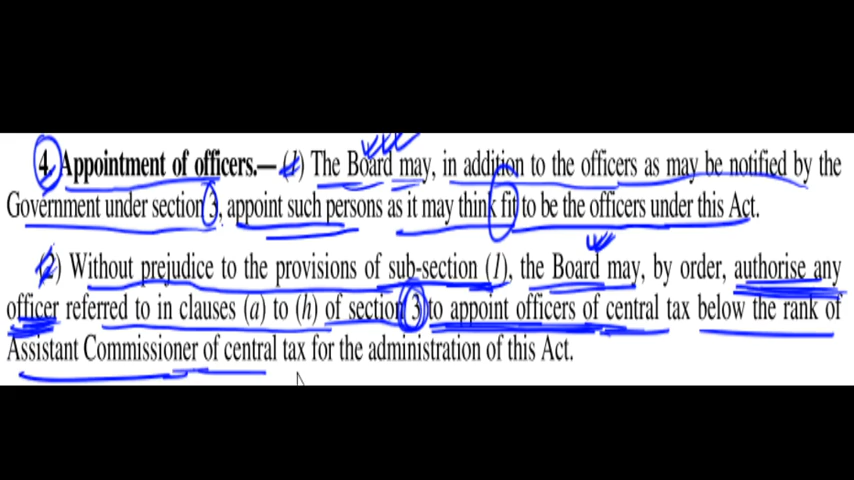 4. Appointment of officers.— (1) The Board may, in addition to the officers as may be notified by the
Government under section 3, appoint such persons as it may think fit to be the officers under this Act.
(2) Without prejudice to the provisions of sub-section (1), the Board may, by order, authorise any
officer referred to in clauses (a) to (h) of section 3 to appoint officers of central tax below the rank of
Assistant Commissioner of central tax for the administration of this Act.